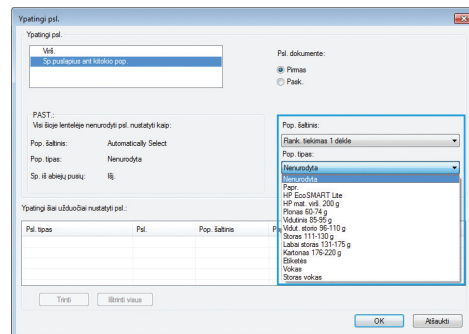 Ypatingi psl.
Ypatingi psl.
Virš.
Sp.puslapius ant kitokio pop.
Psl. dokumente:
Pirmas
Pask.
PAST.:
Visi šioje lentelėje nenurodyti psl. nustatyti kaip:
Pop. šaltinis: Automatically Select
Pop. tipas: Nenurodyta
Sp. iš abiejų pusių: Išj.
Pop. šaltinis:
Rank. tiekimas 1 dėkle
Pop. tipas:
Nenurodyta
Nenurodyta
Papr.
HP EcoSMART Lite
HP mat. virš. 200 g
Plonas 60-74 g
Vidutinis 85-95 g
Vidut. storio 96-110 g
Storas 111-130 g
Labai storas 131-175 g
Kartonas 176-220 g
Etiketės
Vokas
Storas vokas
Ypatingi šiai užduočiai nustatyti psl.:
Psl. tipas Psl. Pop. šaltinis
Trinti Ištrinti visus
OK Atšaukti